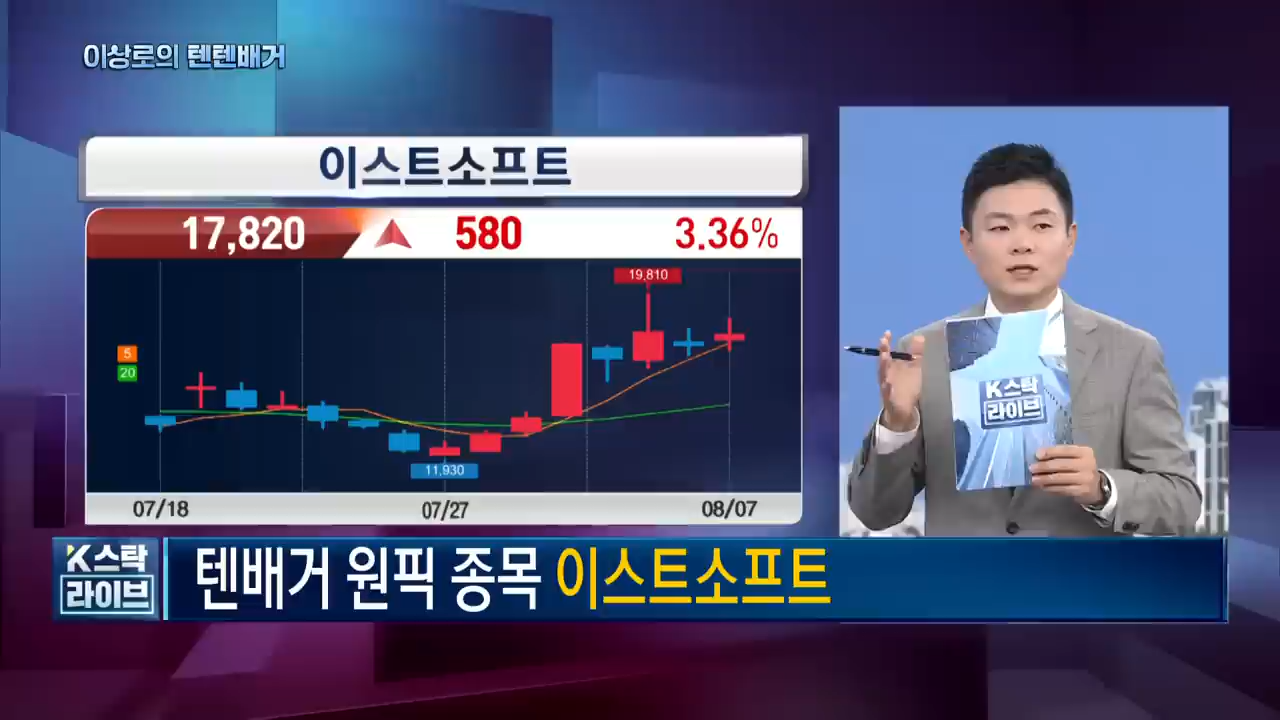 이상로의 텐텐배거
이스트소프트
17,820 ▲ 580 3.36%
19,810
5
20
11,930
07/18 07/27 08/07
K스탁
라이브
K스탁
라이브
텐배거 원픽 종목 이스트소프트